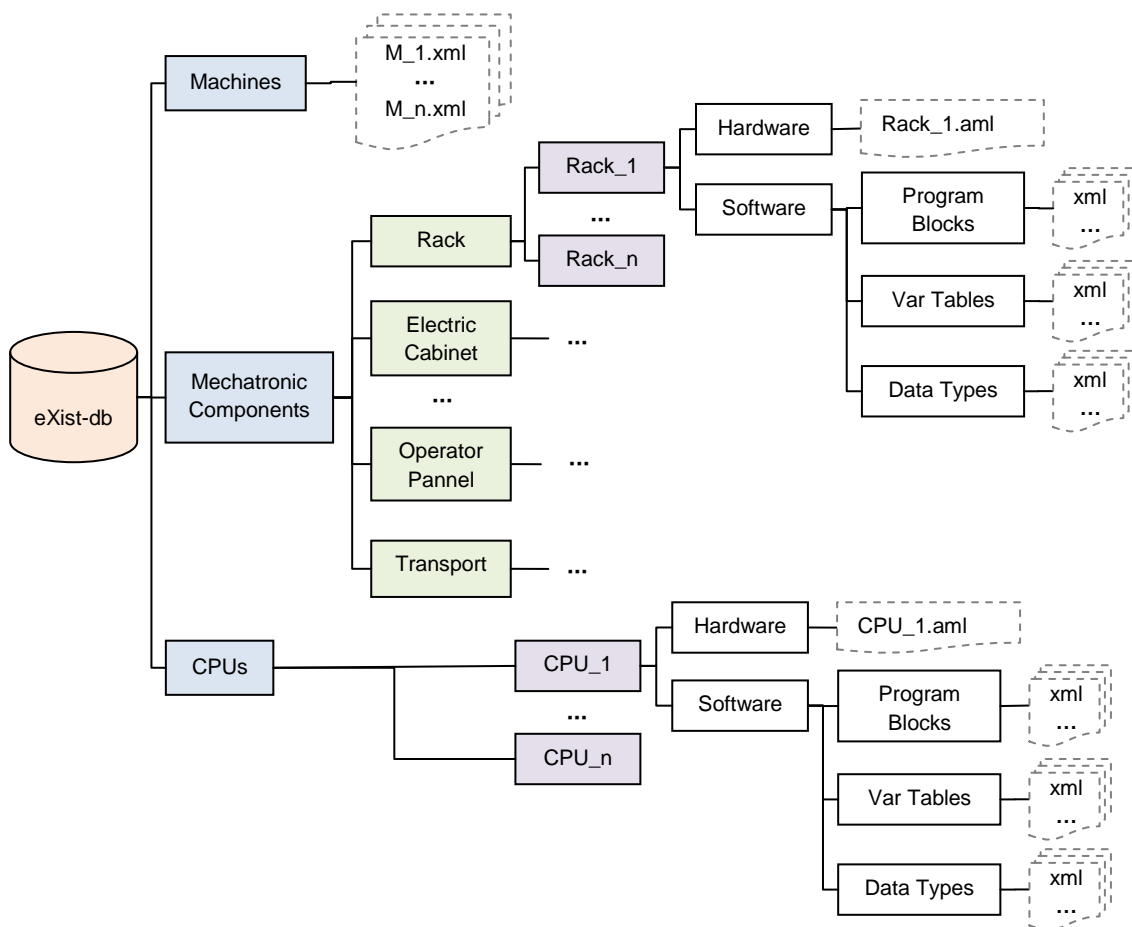 Machines
M_1.xml
...
M_n.xml
Hardware
Rack_1.aml
Rack_1
...
Rack_n
Software
Program
Blocks
xml
...
Var Tables
xml
...
Data Types
xml
...
Rack
Electric
Cabinet
...
...
eXist-db
Mechatronic
Components
Operator
Pannel
...
Transport
...
CPUs
CPU_1
...
CPU_n
Hardware
CPU_1.aml
Software
Program
Blocks
xml
...
Var Tables
xml
...
Data Types
xml
...